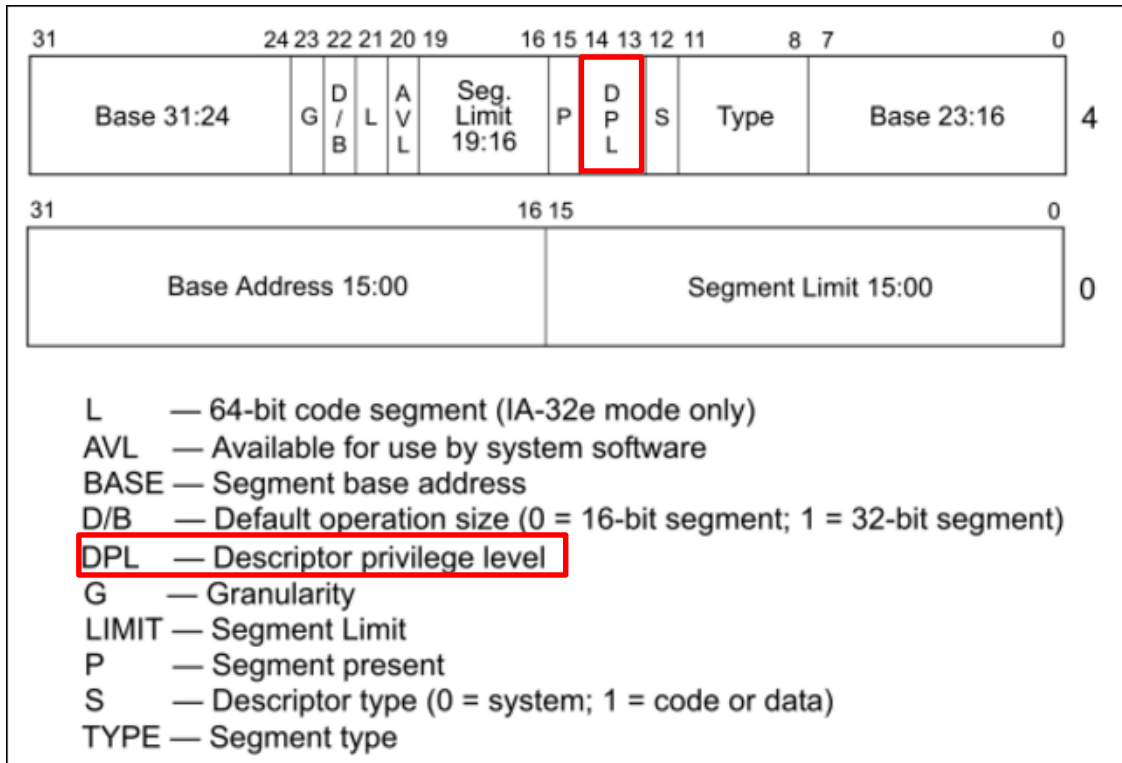 31 24 23 22 21 20 19 16 15 14 13 12 11 8 7 0
Base 31:24 G D/B L AVL Seg. Limit 19:16 P DPL S Type Base 23:16 4
31 16 15 0
Base Address 15:00 Segment Limit 15:00 0
L — 64-bit code segment (IA-32e mode only)
AVL — Available for use by system software
BASE — Segment base address
D/B — Default operation size (0 = 16-bit segment; 1 = 32-bit segment)
DPL — Descriptor privilege level
G — Granularity
LIMIT — Segment Limit
P — Segment present
S — Descriptor type (0 = system; 1 = code or data)
TYPE — Segment type